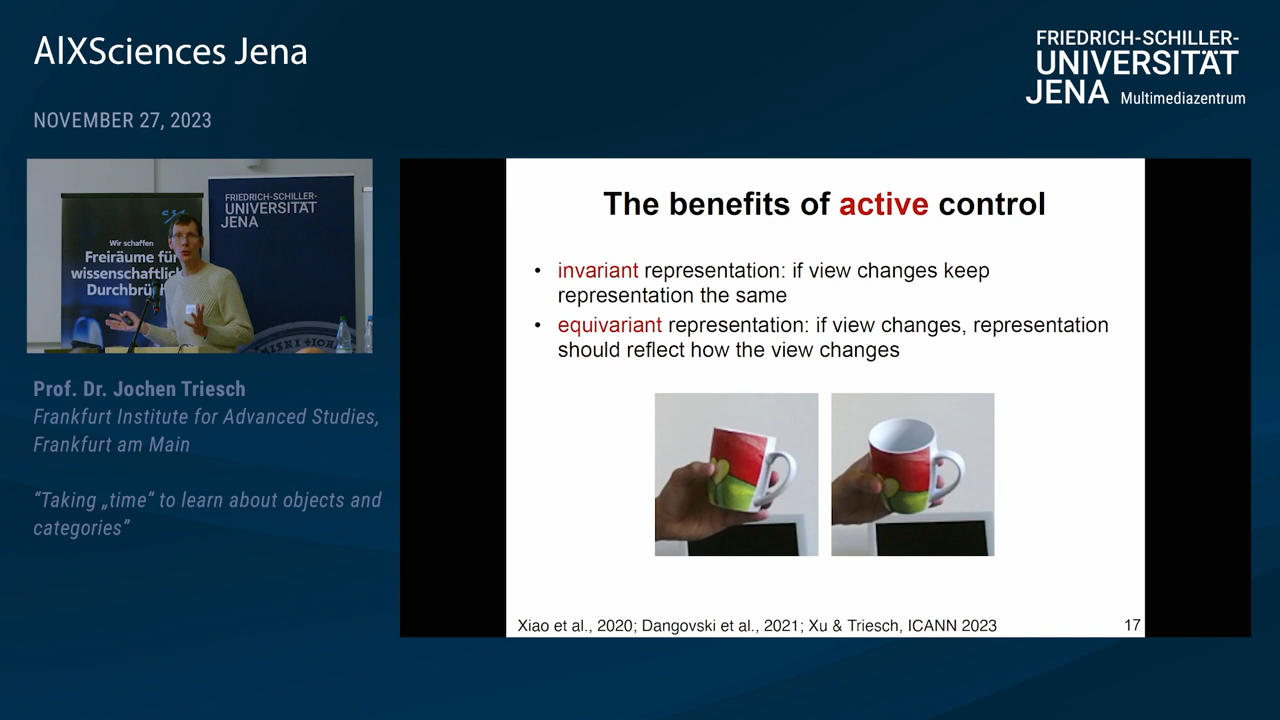 AIXSciences Jena
FRIEDRICH-SCHILLER-
UNIVERSITÄT
JENA Multimediazentrum
NOVEMBER 27, 2023
Wir schaffen
Freiräume für
wissenschaftlich
Durchbrü
FRIEDRICH-SCHILLER-
UNIVERSITÄT
JENA
Prof. Dr. Jochen Triesch
Frankfurt Institute for Advanced Studies,
Frankfurt am Main
“Taking „time“ to learn about objects and
categories”
The benefits of active control
• invariant representation: if view changes keep
representation the same
• equivariant representation: if view changes, representation
should reflect how the view changes
Xiao et al., 2020; Dangovski et al., 2021; Xu & Triesch, ICANN 2023
17